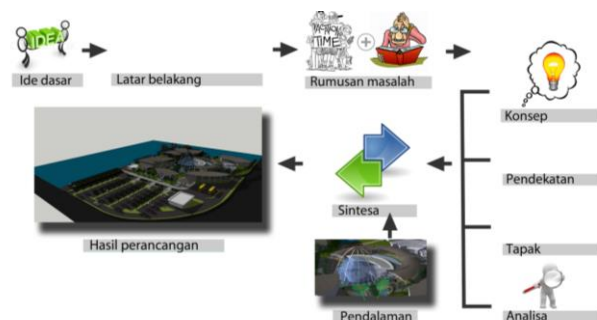 IDEA
Ide dasar
Latar belakang
TIME
Rumusan masalah
Konsep
Pendekatan
Sintesa
Tapak
Hasil perancangan
Pendalaman
Analisa